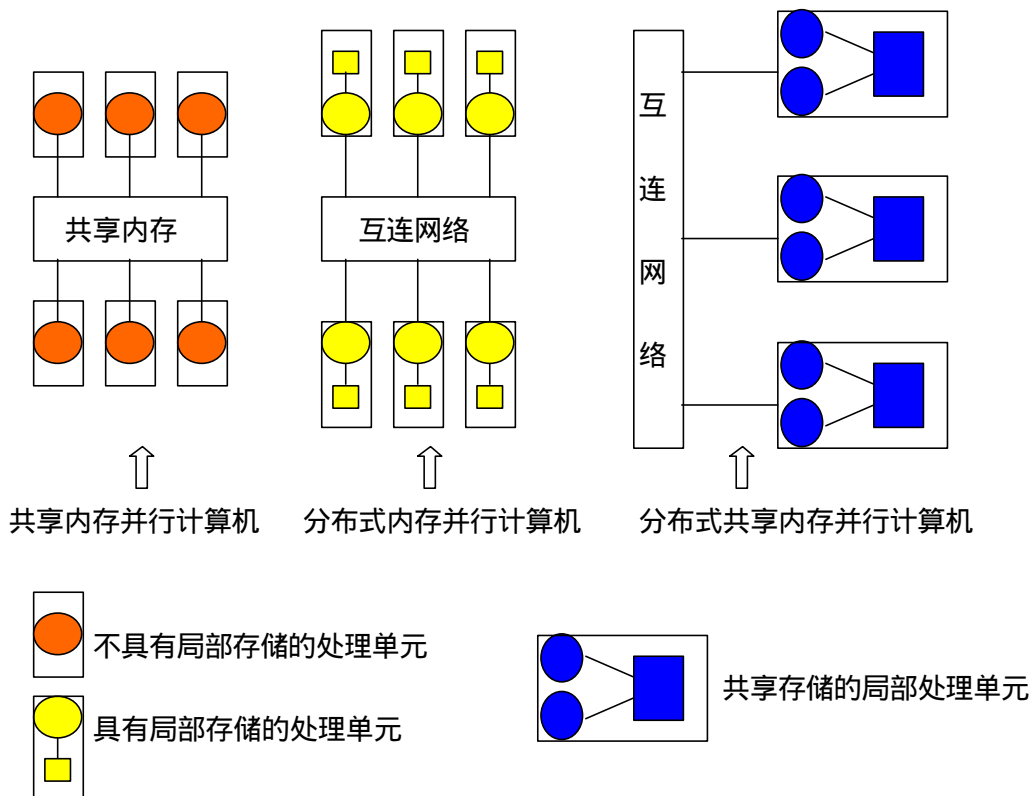 共享内存
互连网络
互
连
网
络
共享内存并行计算机
分布式内存并行计算机
分布式共享内存并行计算机
不具有局部存储的处理单元
具有局部存储的处理单元
共享存储的局部处理单元